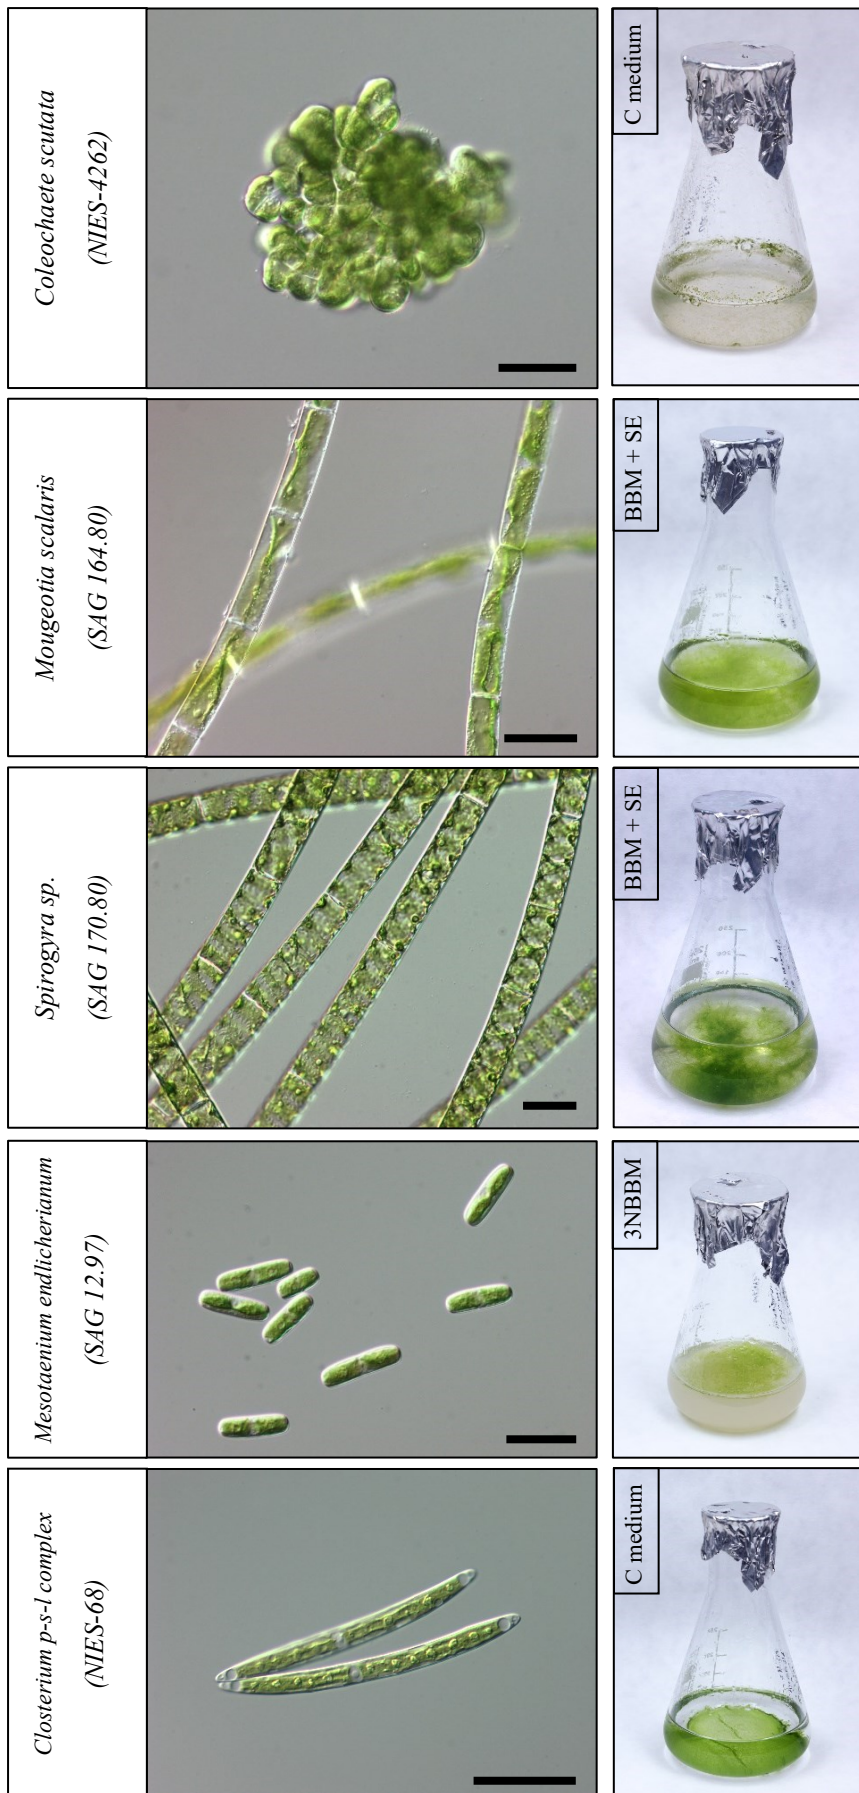 Coleochaete scutata
(NIES-4262)
C medium
Mougeotia scalaris
(SAG 164.80)
BBM + SE
Spirogyra sp.
(SAG 170.80)
BBM + SE
Mesotaenium endlicherianum
(SAG 12.97)
3NBBM
Closterium p-s-l complex
(NIES-68)
C medium